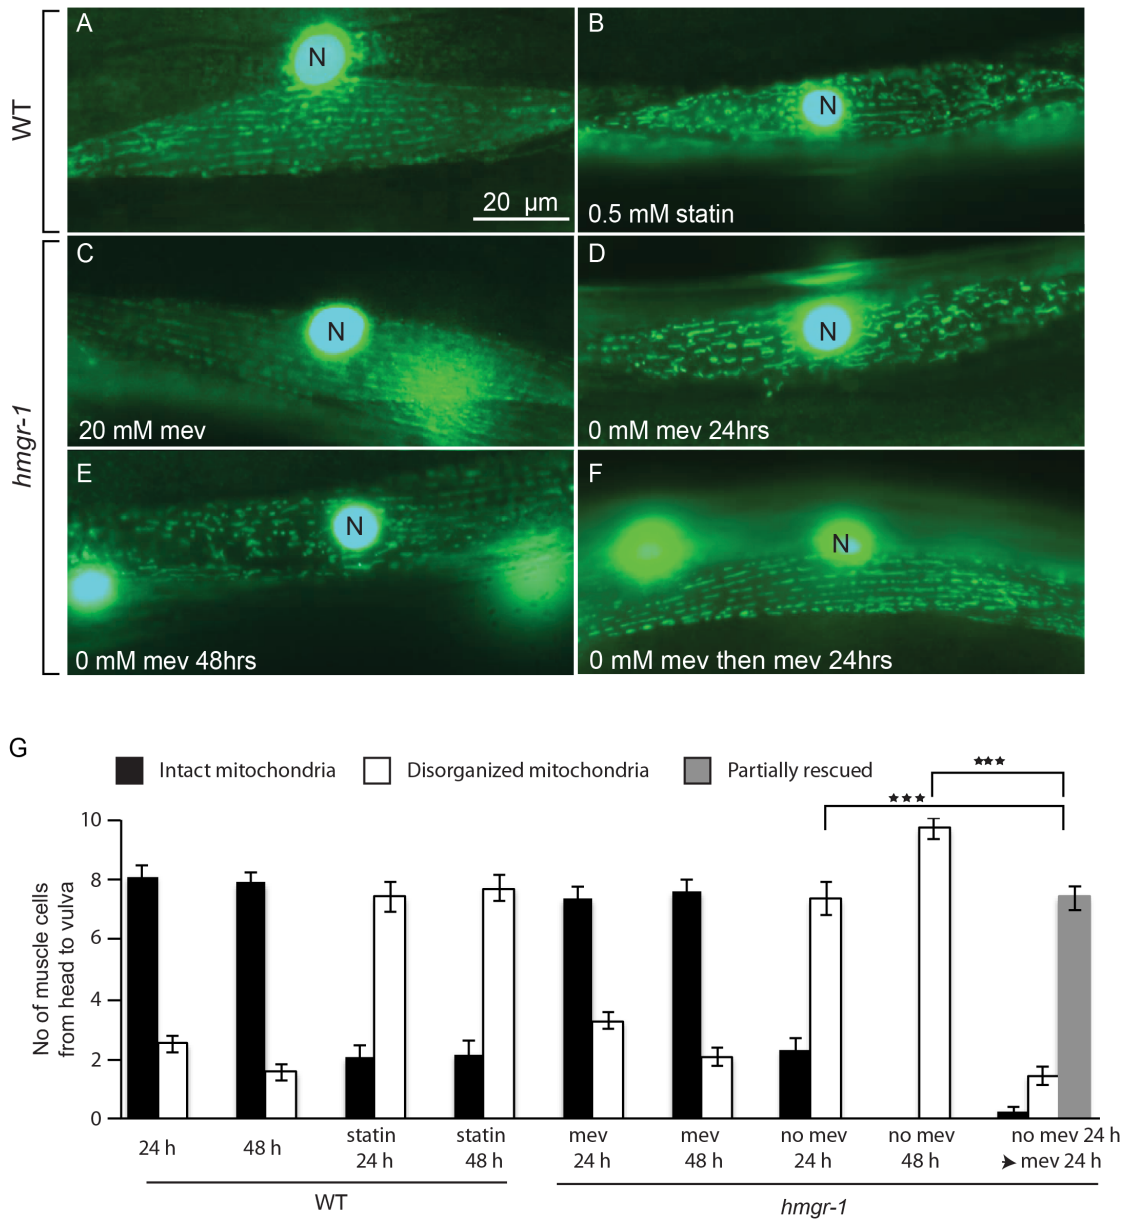 A
N
20 µm
B
N
0.5 mM statin
WT
C
N
20 mM mev
D
N
0 mM mev 24hrs
hmgr-1
E
N
0 mM mev 48hrs
F
N
0 mM mev then mev 24hrs
G
Intact mitochondria
Disorganized mitochondria
Partially rescued
★★★
★★★
No of muscle cells
from head to vulva
10
8
6
4
2
0
24 h
48 h
statin
24 h
statin
48 h
mev
24 h
mev
48 h
no mev
24 h
no mev
48 h
no mev 24 h
➤ mev 24 h
WT
hmgr-1